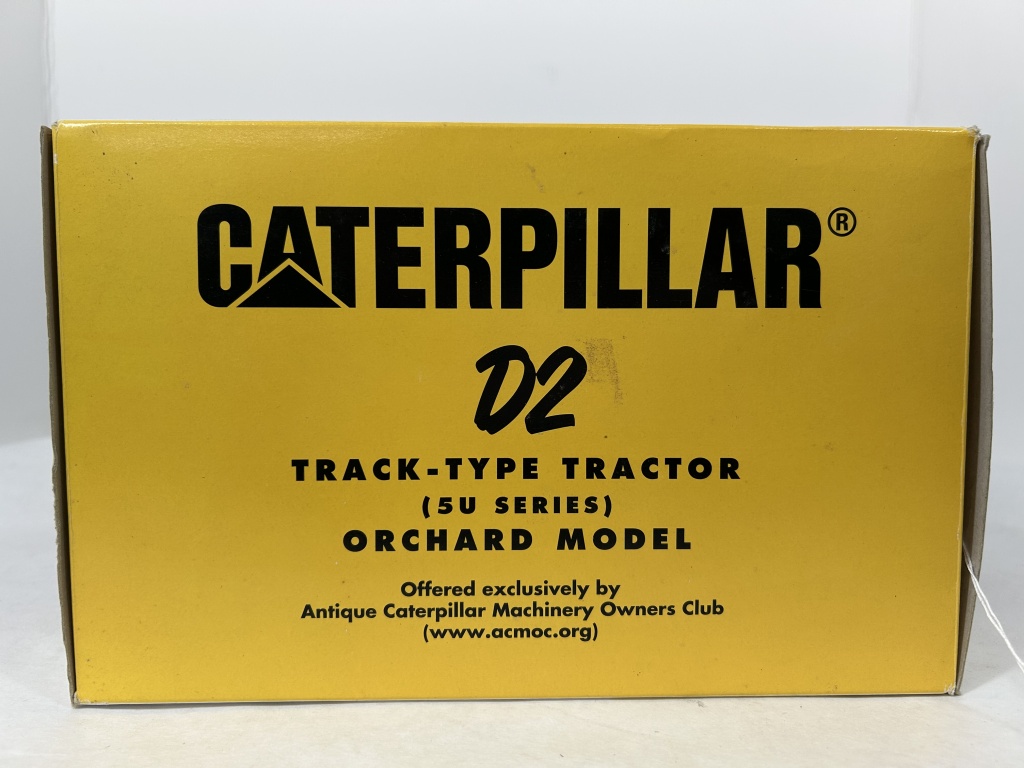 CATERPILLAR®
D2
TRACK-TYPE TRACTOR
(5U SERIES)
ORCHARD MODEL
Offered exclusively by
Antique Caterpillar Machinery Owners Club
(www.acmoc.org)